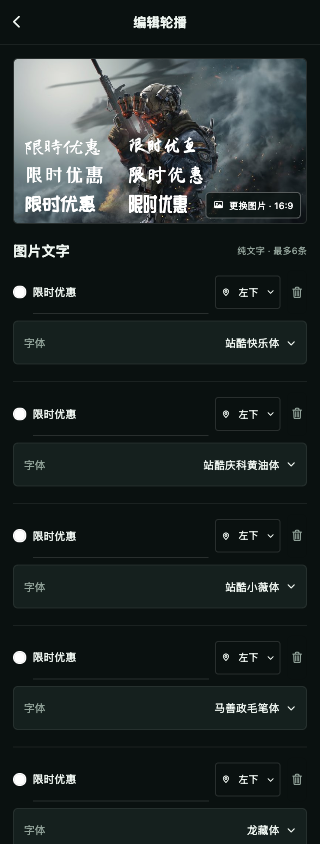 编辑轮播
限時优惠 限时优惠
限时优惠 限时优惠
限时优惠 限时优惠
更换图片 · 16:9
图片文字 纯文字 · 最多6条
限时优惠 左下
字体 站酷快乐体
限时优惠 左下
字体 站酷庆科黄油体
限时优惠 左下
字体 站酷小薇体
限时优惠 左下
字体 马善政毛笔体
限时优惠 左下
字体 龙藏体